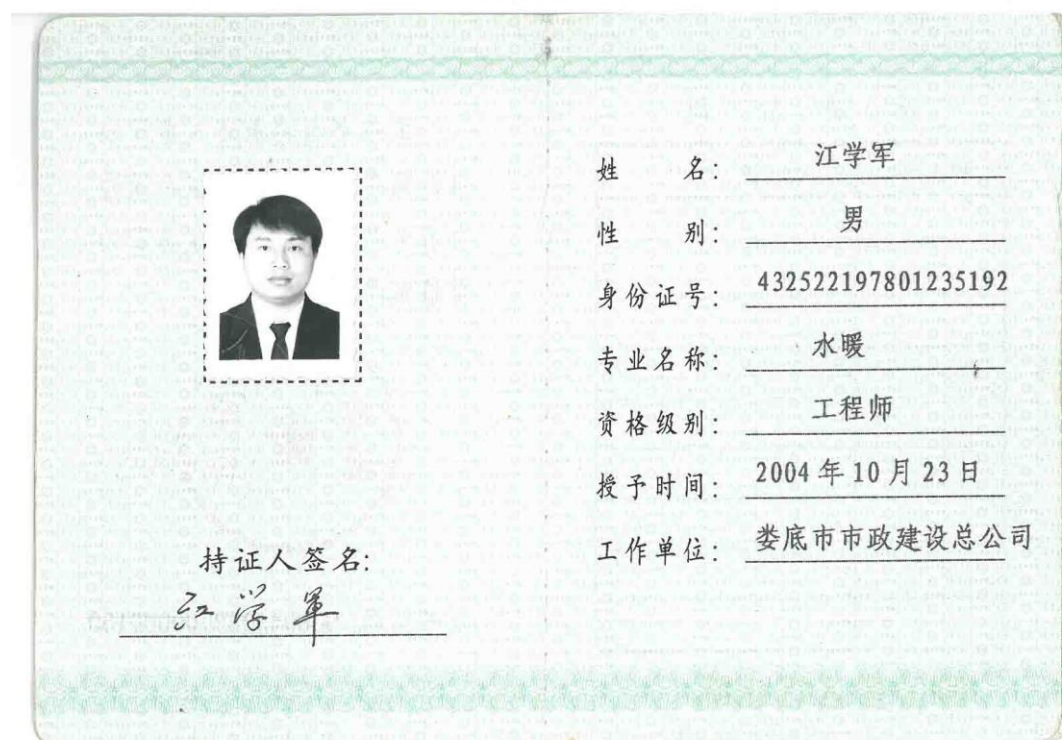 姓 名: 江学军
性 别: 男
身份证号: 432522197801235192
专业名称: 水暖
资格级别: 工程师
授予时间: 2004 年 10 月 23 日
工作单位: 娄底市市政建设总公司
持证人签名:
江学军